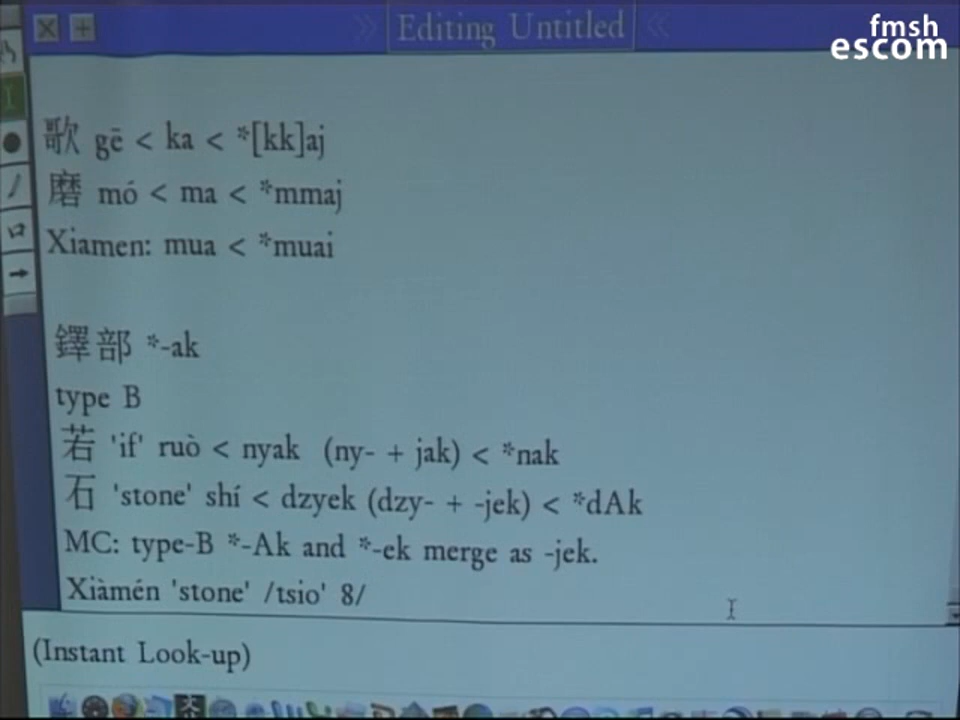 fmsh
escom
Editing Untitled
歌 gē < ka < *[kk]aj
磨 mó < ma < *mmaj
Xiamen: mua < *muai
鐸部 *-ak
type B
若 'if' ruò < nyak (ny- + jak) < *nak
石 'stone' shí < dzyek (dzy- + -jek) < *dAk
MC: type-B *-Ak and *-ek merge as -jek.
Xiàmén 'stone' /tsio' 8/
(Instant Look-up)